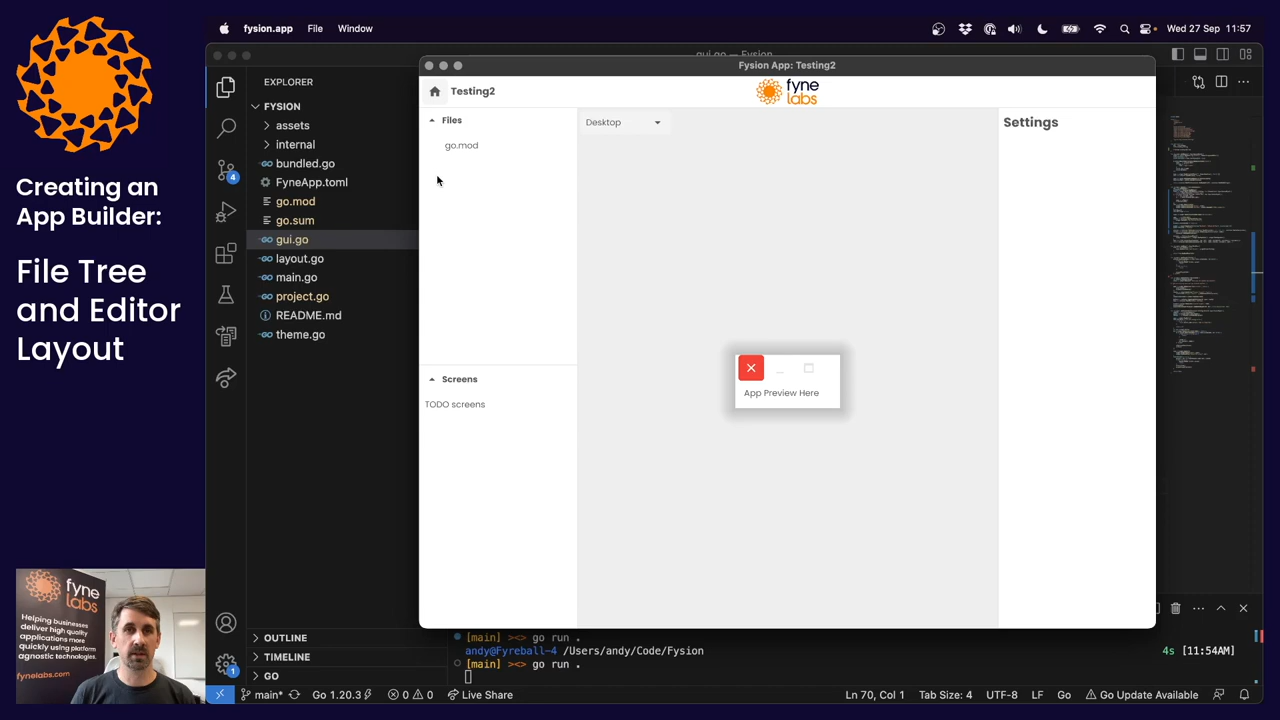 Creating an
App Builder:
File Tree
and Editor
Layout
fyne
labs
Helping businesses
deliver high quality
applications more
quickly using platform
agnostic technologies.
fynelabs.com
fysion.app File Window
Wed 27 Sep 11:57
gui.go — Fysion
EXPLORER
FYSION
assets
internal
bundled.go
FyneApp.toml
go.mod
go.sum
gui.go
layout.go
main.go
project.go
README.md
theme.go
OUTLINE
TIMELINE
GO
4
1
Fysion App: Testing2
Testing2
fyne
labs
Files
go.mod
Desktop
Settings
App Preview Here
Screens
TODO screens
[main] ><> go run .
andy@Fyreball-4 /Users/andy/Code/Fysion
4s [11:54AM]
[main] ><> go run .
main* Go 1.20.3 0 0 Live Share
Ln 70, Col 1 Tab Size: 4 UTF-8 LF Go Go Update Available